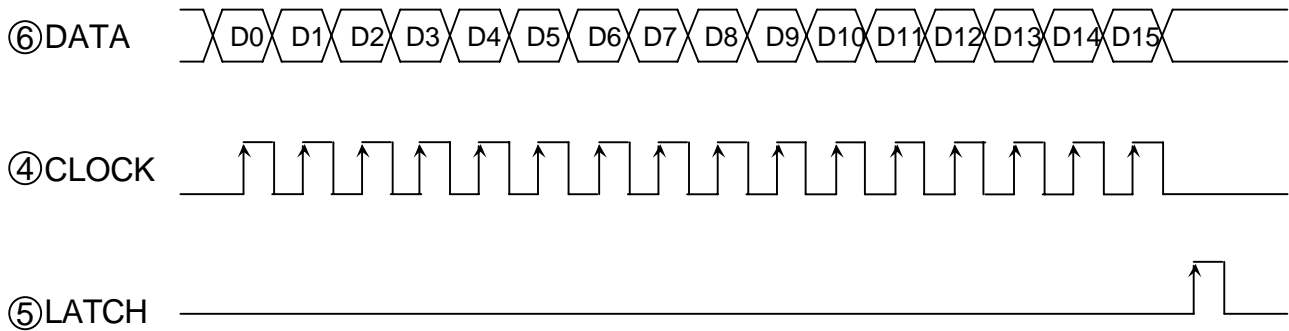 ⑥DATA D0 D1 D2 D3 D4 D5 D6 D7 D8 D9 D10 D11 D12 D13 D14 D15
④CLOCK
⑤LATCH